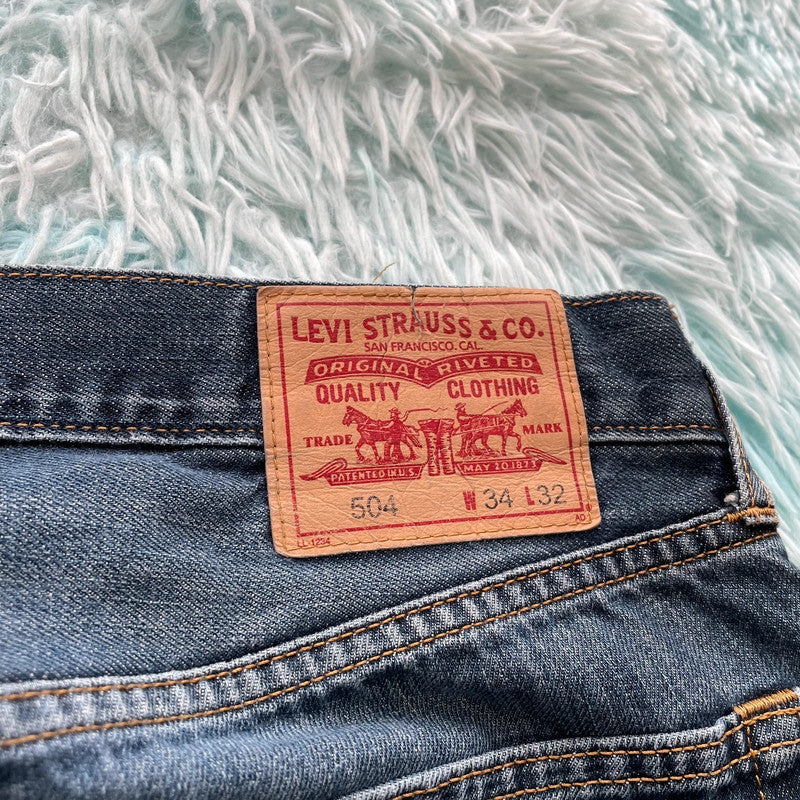 LEVI STRAUSS & CO.
SAN FRANCISCO, CAL.
ORIGINAL RIVETED
QUALITY CLOTHING
TRADE MARK
PATENTED IN U.S. MAY 20 1873
504 W 34 L 32
LL-1234 AD